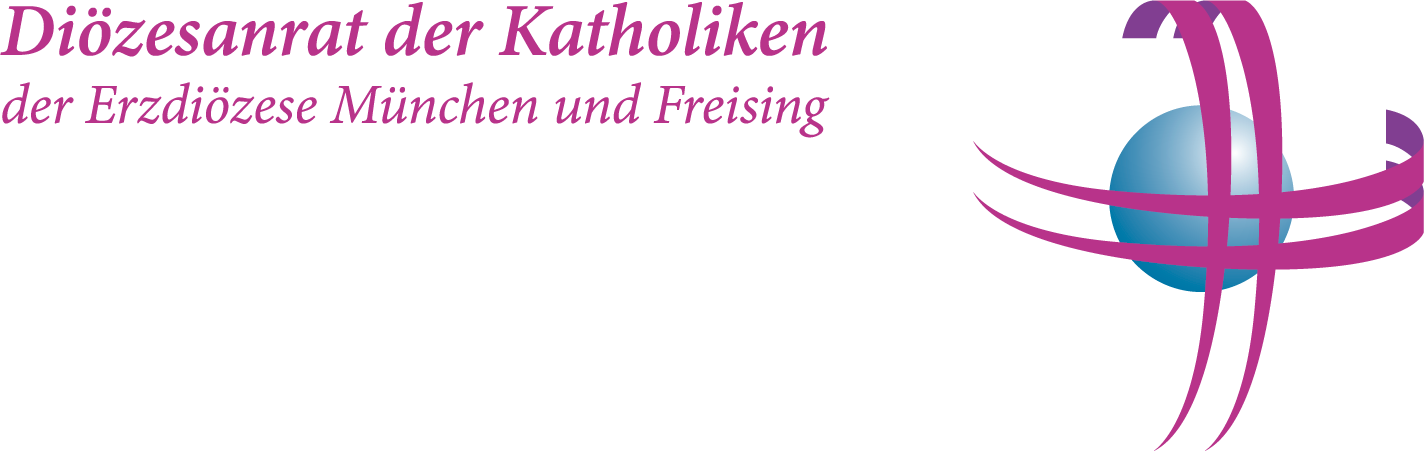 Diözesanrat der Katholiken
der Erzdiözese München und Freising